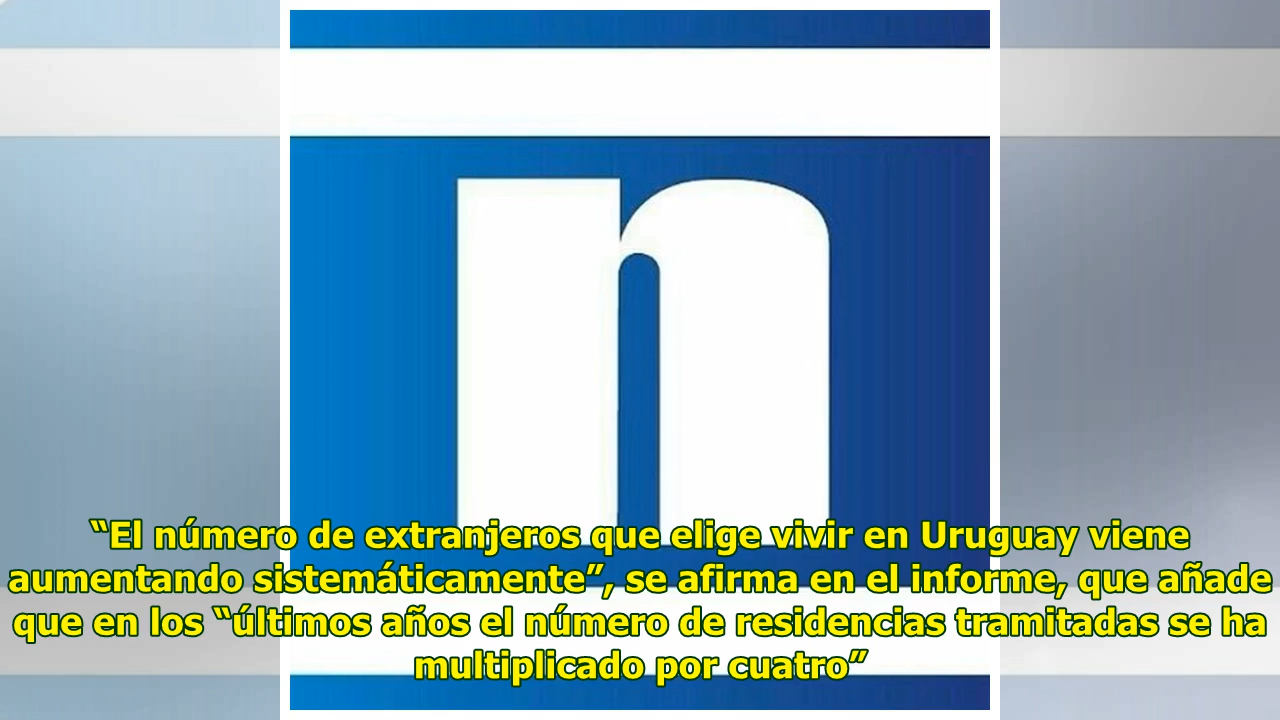 n
“El número de extranjeros que elige vivir en Uruguay viene
aumentando sistemáticamente”, se afirma en el informe, que añade
que en los “últimos años el número de residencias tramitadas se ha
multiplicado por cuatro”